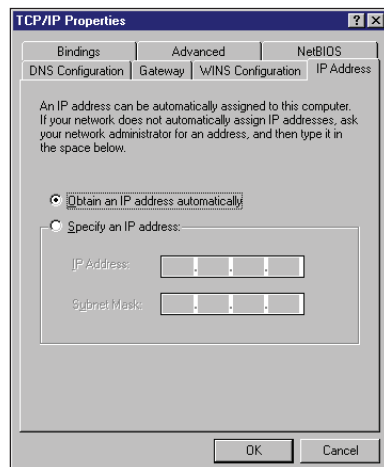 TCP/IP Properties
Bindings Advanced NetBIOS
DNS Configuration Gateway WINS Configuration IP Address
An IP address can be automatically assigned to this computer.
If your network does not automatically assign IP addresses, ask
your network administrator for an address, and then type it in
the space below.
Obtain an IP address automatically
Specify an IP address:
IP Address:
Subnet Mask:
OK Cancel